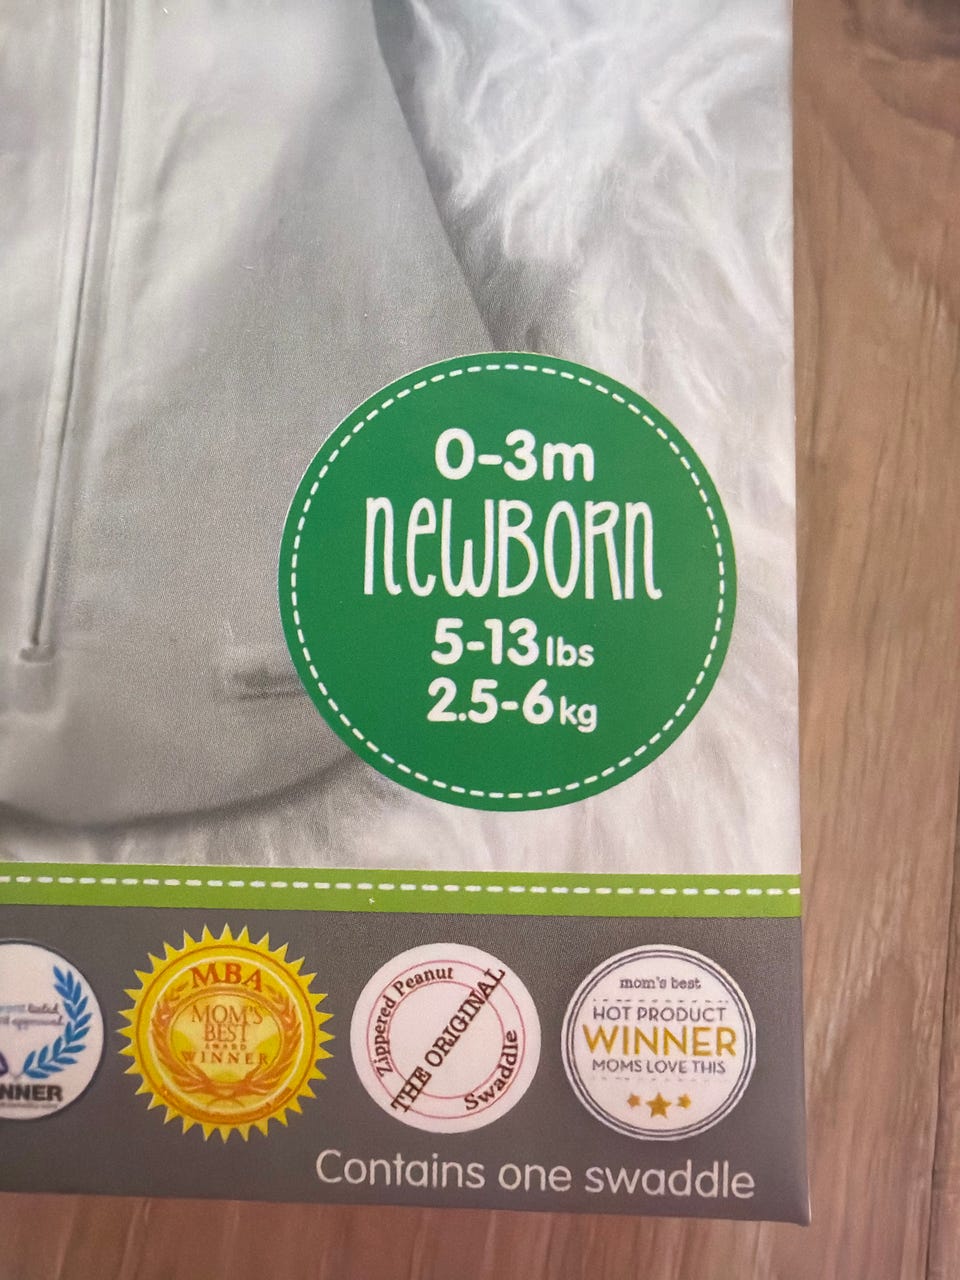 0-3m
NEWBORN
5-13 lbs
2.5-6 kg
NNER
MBA
MOM'S
BEST
AWARD
WINNER
Zippered Peanut
THE ORIGINAL
Swaddle
mom's best
HOT PRODUCT
WINNER
MOMS LOVE THIS
Contains one swaddle